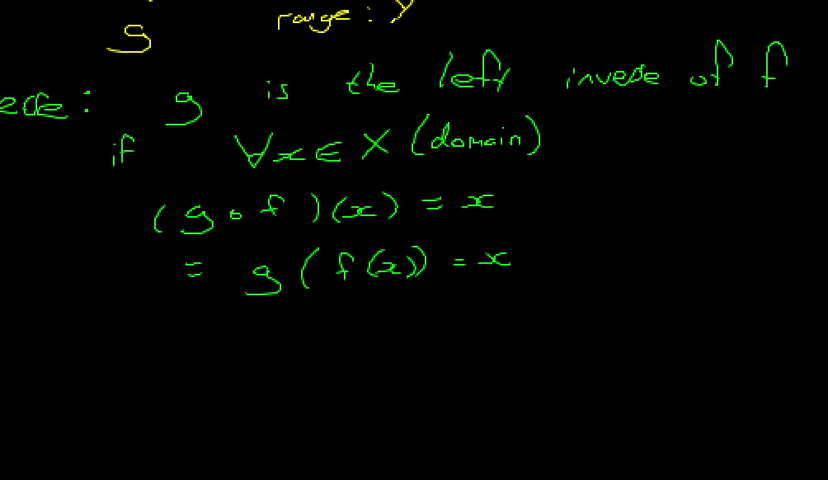 range : Y
g
g is the left inverse of f
if ∀x ∈ X (domain)
(g ∘ f)(x) = x
= g(f(x)) = x